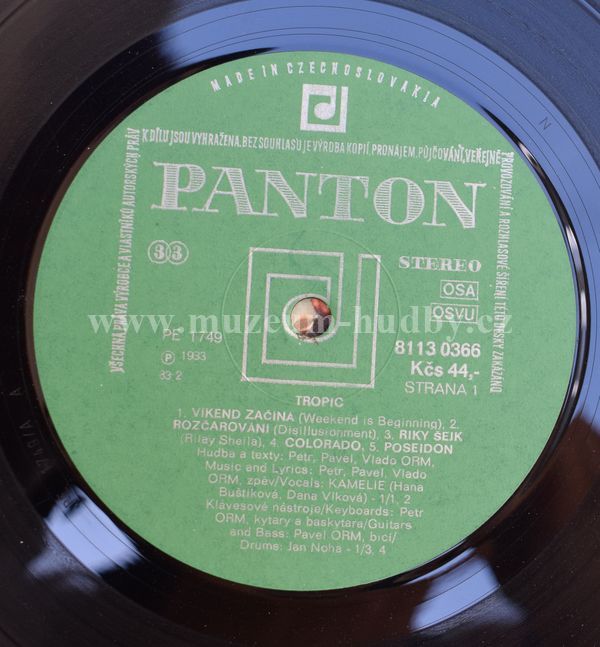 MADE IN CZECHOSLOVAKIA
VŠECHNA PRÁVA VÝROBCE A VLASTNÍKŮ AUTORSKÝCH PRÁV K DÍLU JSOU VYHRAŽENA. BEZ SOUHLASU JE VÝROBA KOPIÍ, PRONÁJEM, PŮJČOVÁNÍ, VEŘEJNÉ PROVOZOVÁNÍ A ROZHLASOVÉ ŠÍŘENÍ TÉTO DESKY ZAKÁZÁNO
PANTON
33
STEREO
OSA
OSVU
www.muzeum-hudby.cz
PE 1749
8113 0366
Ⓟ 1983
Kčs 44,-
83 2
STRANA 1
TROPIC
1. VÍKEND ZAČÍNÁ (Weekend is Beginning), 2.
ROZČAROVÁNÍ (Disillusionment), 3. RIKY ŠEJK
(Riley Sheila), 4. COLORADO, 5. POSEIDON
Hudba a texty: Petr, Pavel, Vlado ORM,
Music and Lyrics: Petr, Pavel, Vlado
ORM, zpěv/Vocals: KAMELIE (Hana
Buštíková, Dana Vlková) - 1/1, 2
Klávesové nástroje/Keyboards: Petr
ORM, kytary a baskytara/Guitars
and Bass: Pavel ORM, bicí/
Drums: Jan Noha - 1/3, 4